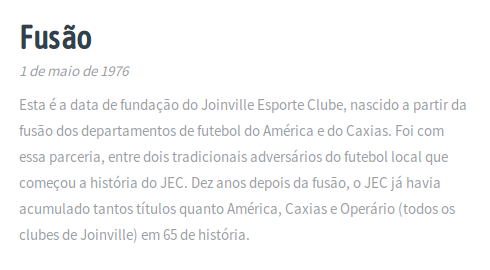 Fusão
1 de maio de 1976
Esta é a data de fundação do Joinville Esporte Clube, nascido a partir da
fusão dos departamentos de futebol do América e do Caxias. Foi com
essa parceria, entre dois tradicionais adversários do futebol local que
começou a história do JEC. Dez anos depois da fusão, o JEC já havia
acumulado tantos títulos quanto América, Caxias e Operário (todos os
clubes de Joinville) em 65 de história.